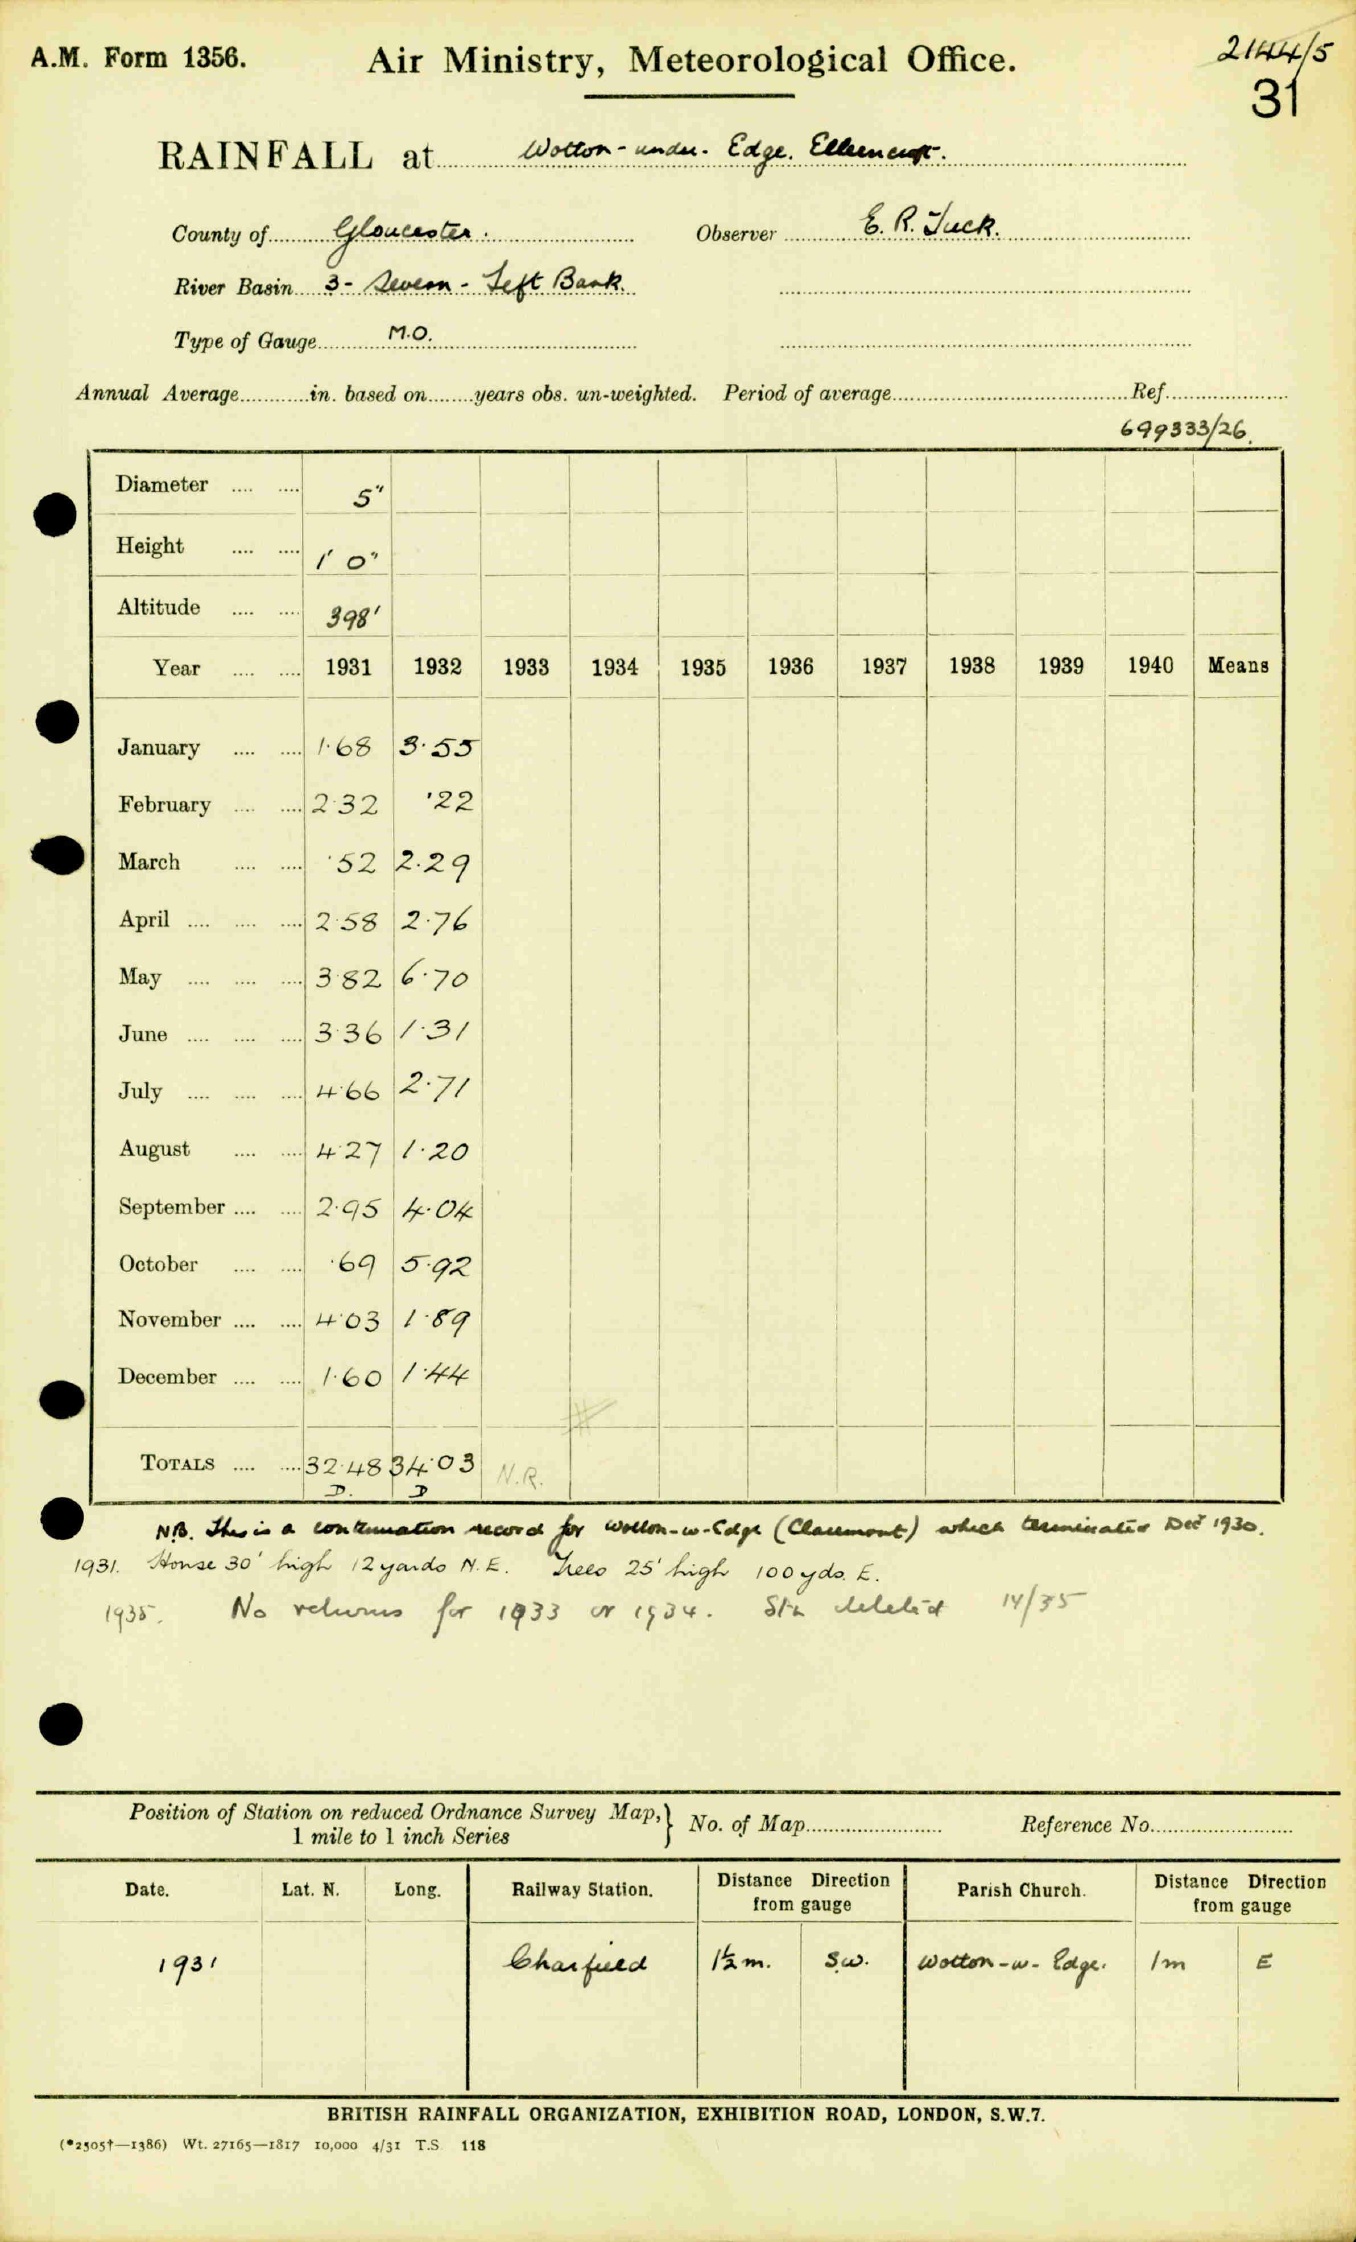 A.M. Form 1356. Air Ministry, Meteorological Office. 2144/5
31
RAINFALL at Wotton-under-Edge. Ellerncroft.
County of Gloucester. Observer E. R. Tuck.
River Basin 3- Severn - Left Bank.
Type of Gauge M.O.
Annual Average in. based on years obs. un-weighted. Period of average Ref.
699333/26.
Diameter 5"
Height 1' 0"
Altitude 398'
Year 1931 1932 1933 1934 1935 1936 1937 1938 1939 1940 Means
January 1.68 3.55
February 2.32 .22
March .52 2.29
April 2.58 2.76
May 3.82 6.70
June 3.36 1.31
July 4.66 2.71
August 4.27 1.20
September 2.95 4.04
October .69 5.92
November 4.03 1.89
December 1.60 1.44
TOTALS 32.48 34.03 N.R.
D. D
NB. This is a continuation record for Wotton-u-Edge (Claremont) which terminated Decr 1930.
1931. House 30' high 12 yards N.E. Trees 25' high 100 yds. E.
1935. No returns for 1933 or 1934. Stn deleted 14/35
Position of Station on reduced Ordnance Survey Map, } No. of Map Reference No.
1 mile to 1 inch Series
Date. Lat. N. Long. Railway Station. Distance Direction from gauge Parish Church. Distance Direction from gauge
1931 Charfield 1½ m. S.W. Wotton-u-Edge. 1m E
BRITISH RAINFALL ORGANIZATION, EXHIBITION ROAD, LONDON, S.W.7.
(*2505†—1386) Wt. 27165—1817 10,000 4/31 T.S. 118